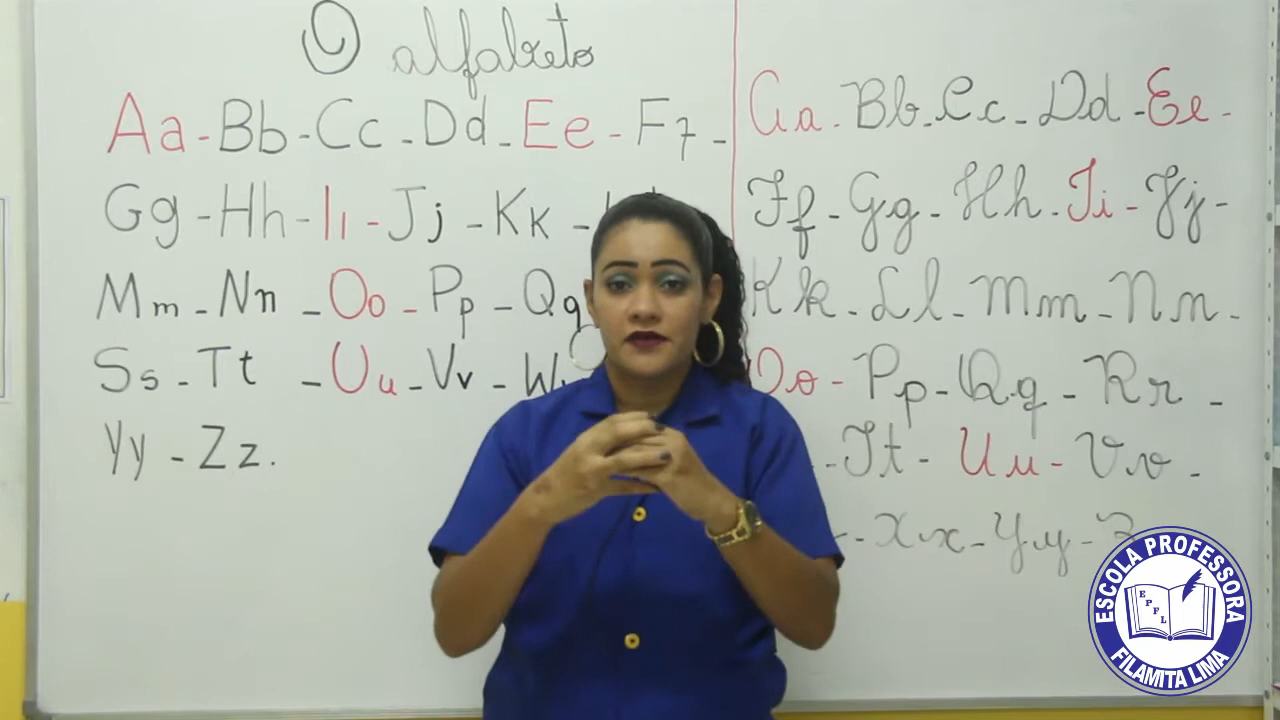 O alfabeto
Aa - Bb - Cc - Dd - Ee - Ff -
Gg - Hh - Ii - Jj - Kk -
Mm - Nn - Oo - Pp - Qq
Ss - Tt - Uu - Vv - W
Yy - Zz.
Aa - Bb - Cc - Dd - Ee -
Ff - Gg - Hh - Ii - Jj -
Kk - Ll - Mm - Nn -
Oo - Pp - Qq - Rr -
- Tt - Uu - Vv -
- Xx - Yy - Z
ESCOLA PROFESSORA
EPFL
FILAMITA LIMA